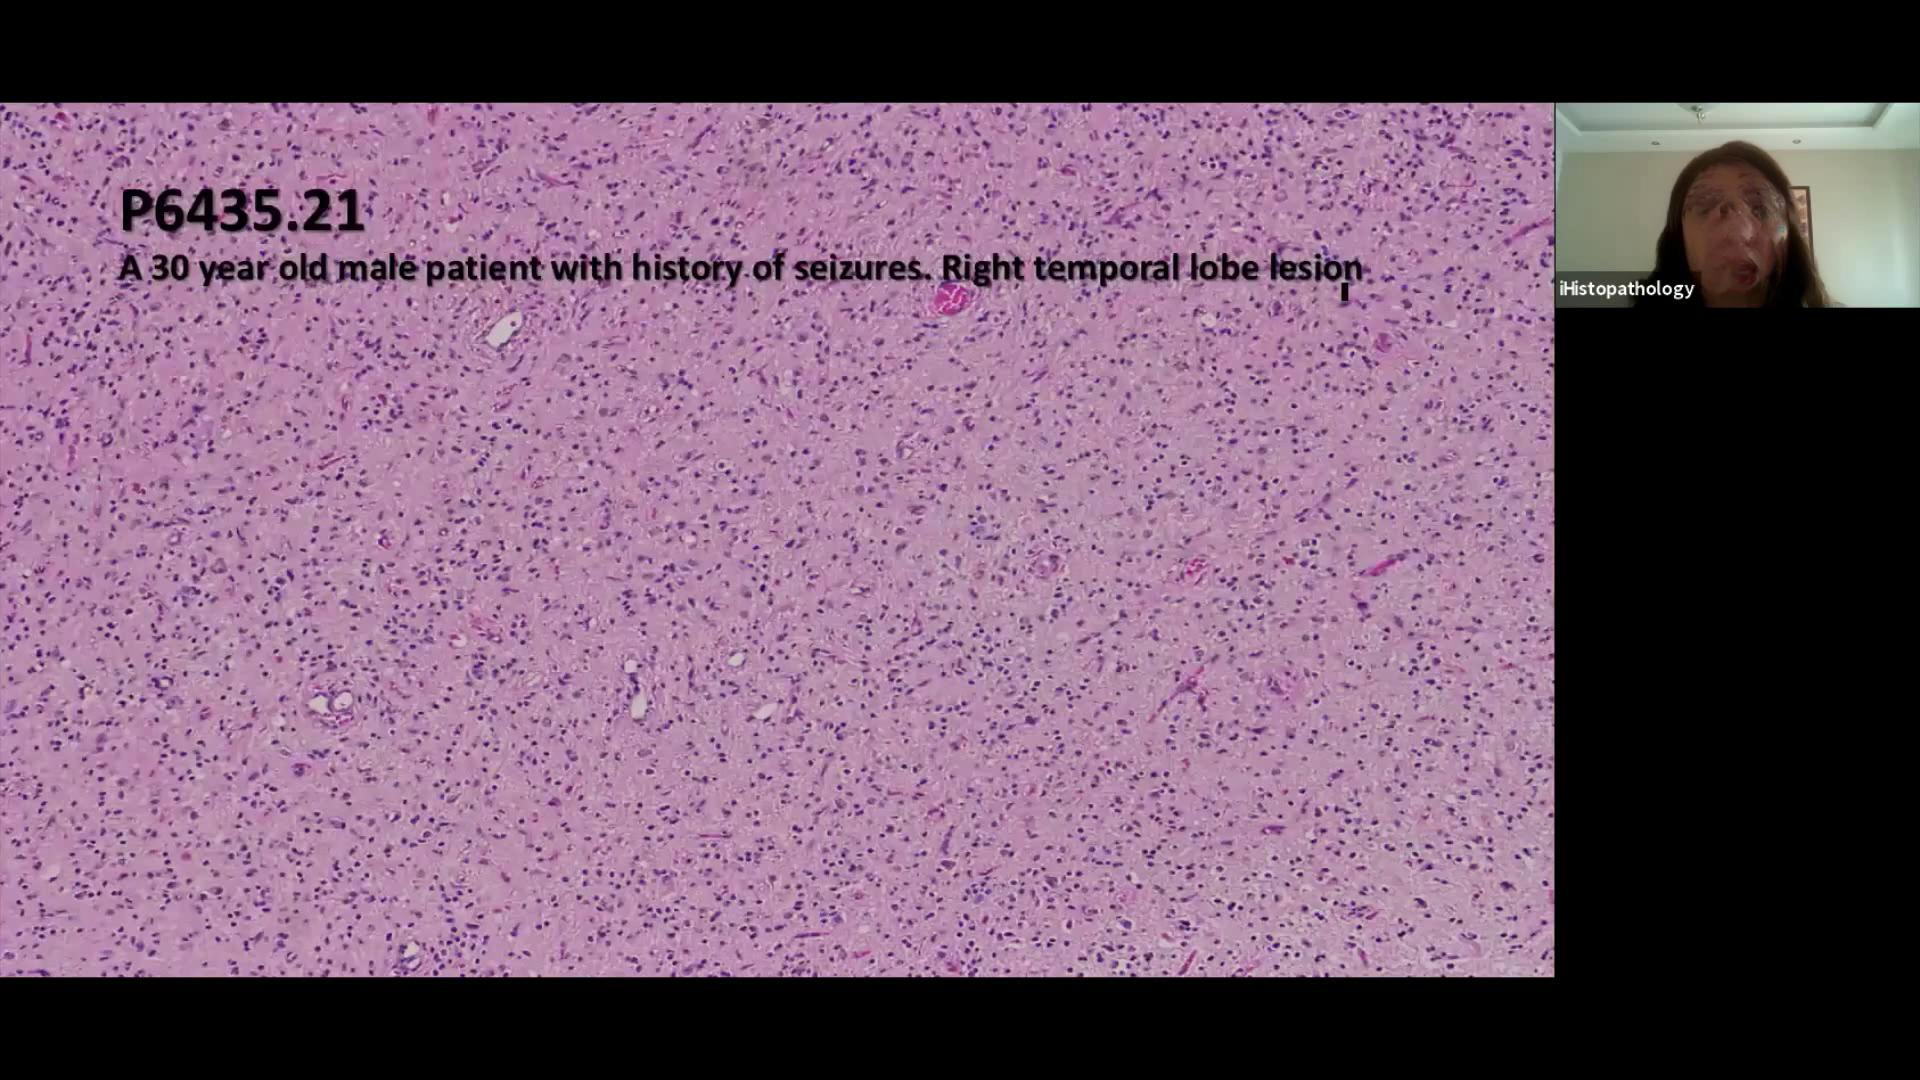 P6435.21
A 30 year old male patient with history of seizures. Right temporal lobe lesion
iHistopathology